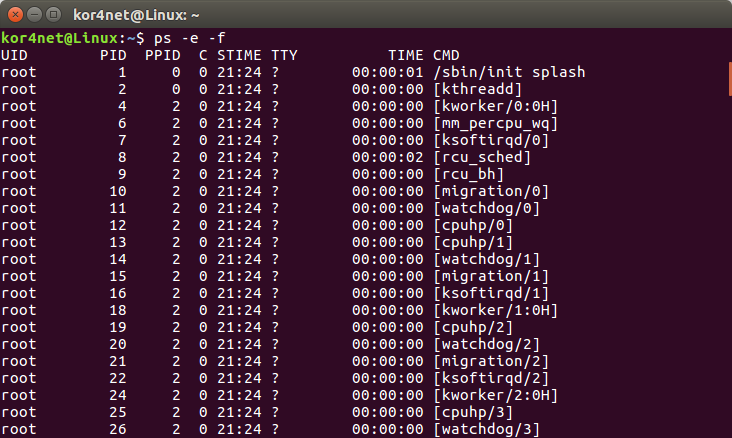 kor4net@Linux: ~
kor4net@Linux:~$ ps -e -f
UID        PID  PPID  C STIME TTY          TIME CMD
root         1     0  0 21:24 ?        00:00:01 /sbin/init splash
root         2     0  0 21:24 ?        00:00:00 [kthreadd]
root         4     2  0 21:24 ?        00:00:00 [kworker/0:0H]
root         6     2  0 21:24 ?        00:00:00 [mm_percpu_wq]
root         7     2  0 21:24 ?        00:00:00 [ksoftirqd/0]
root         8     2  0 21:24 ?        00:00:02 [rcu_sched]
root         9     2  0 21:24 ?        00:00:00 [rcu_bh]
root        10     2  0 21:24 ?        00:00:00 [migration/0]
root        11     2  0 21:24 ?        00:00:00 [watchdog/0]
root        12     2  0 21:24 ?        00:00:00 [cpuhp/0]
root        13     2  0 21:24 ?        00:00:00 [cpuhp/1]
root        14     2  0 21:24 ?        00:00:00 [watchdog/1]
root        15     2  0 21:24 ?        00:00:00 [migration/1]
root        16     2  0 21:24 ?        00:00:00 [ksoftirqd/1]
root        18     2  0 21:24 ?        00:00:00 [kworker/1:0H]
root        19     2  0 21:24 ?        00:00:00 [cpuhp/2]
root        20     2  0 21:24 ?        00:00:00 [watchdog/2]
root        21     2  0 21:24 ?        00:00:00 [migration/2]
root        22     2  0 21:24 ?        00:00:00 [ksoftirqd/2]
root        24     2  0 21:24 ?        00:00:00 [kworker/2:0H]
root        25     2  0 21:24 ?        00:00:00 [cpuhp/3]
root        26     2  0 21:24 ?        00:00:00 [watchdog/3]